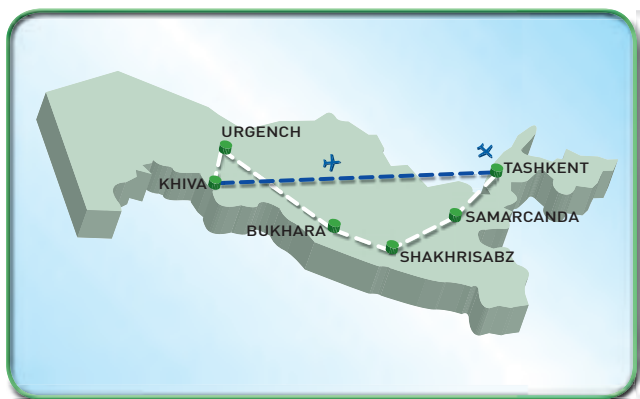 URGENCH
TASHKENT
KHIVA
SAMARCANDA
BUKHARA
SHAKHRISABZ